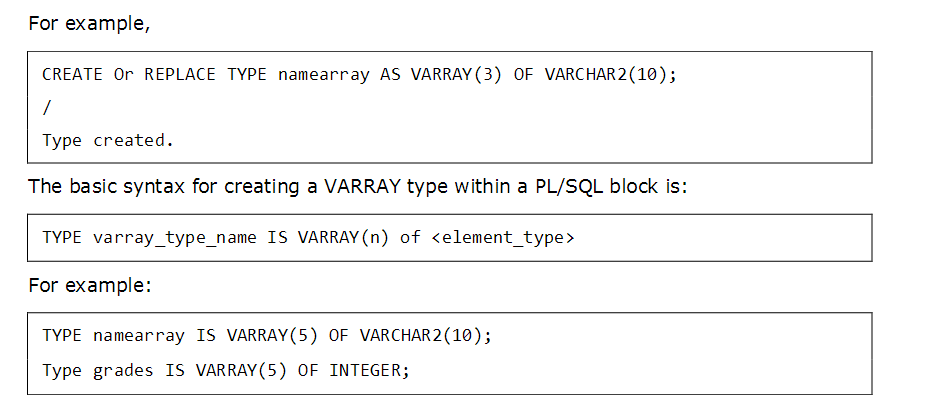 For example,
CREATE Or REPLACE TYPE namearray AS VARRAY(3) OF VARCHAR2(10);
/
Type created.
The basic syntax for creating a VARRAY type within a PL/SQL block is:
TYPE varray_type_name IS VARRAY(n) of <element_type>
For example:
TYPE namearray IS VARRAY(5) OF VARCHAR2(10);
Type grades IS VARRAY(5) OF INTEGER;